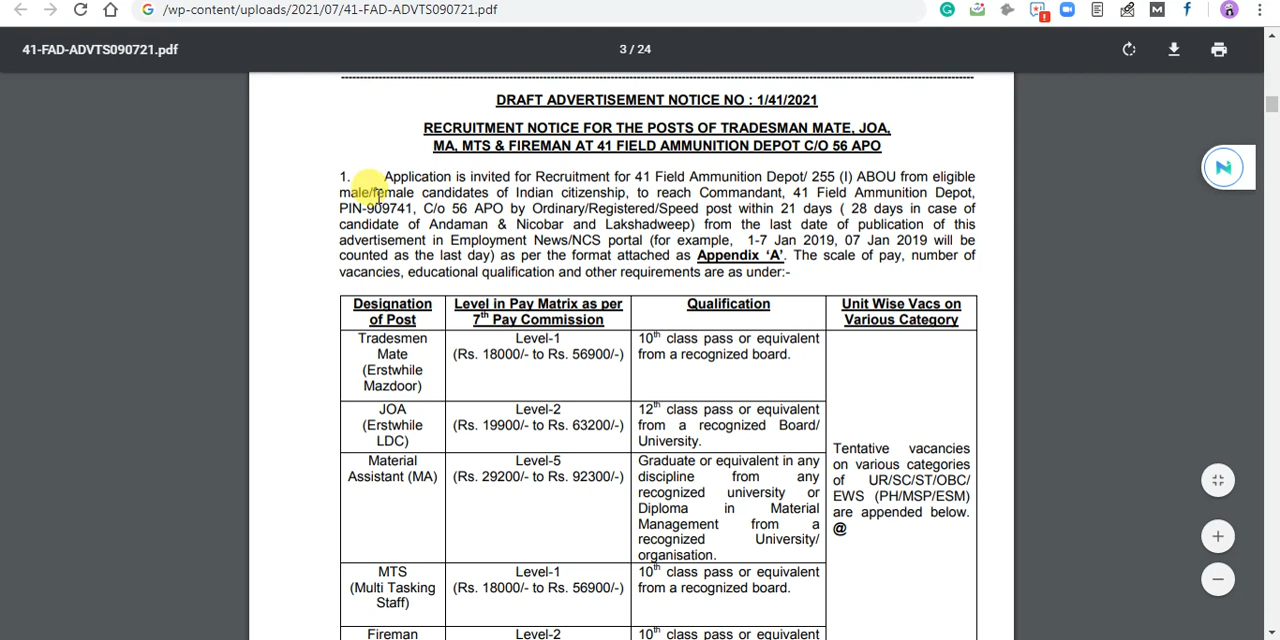 /wp-content/uploads/2021/07/41-FAD-ADVTS090721.pdf
41-FAD-ADVTS090721.pdf
3 / 24
DRAFT ADVERTISEMENT NOTICE NO : 1/41/2021
RECRUITMENT NOTICE FOR THE POSTS OF TRADESMAN MATE, JOA,
MA, MTS & FIREMAN AT 41 FIELD AMMUNITION DEPOT C/O 56 APO
1. Application is invited for Recruitment for 41 Field Ammunition Depot/ 255 (I) ABOU from eligible
male/female candidates of Indian citizenship, to reach Commandant, 41 Field Ammunition Depot,
PIN-909741, C/o 56 APO by Ordinary/Registered/Speed post within 21 days ( 28 days in case of
candidate of Andaman & Nicobar and Lakshadweep) from the last date of publication of this
advertisement in Employment News/NCS portal (for example, 1-7 Jan 2019, 07 Jan 2019 will be
counted as the last day) as per the format attached as Appendix 'A'. The scale of pay, number of
vacancies, educational qualification and other requirements are as under:-
Designation
of Post
Level in Pay Matrix as per
7th Pay Commission
Qualification
Unit Wise Vacs on
Various Category
Tradesmen
Mate
(Erstwhile
Mazdoor)
Level-1
(Rs. 18000/- to Rs. 56900/-)
10th class pass or equivalent
from a recognized board.
JOA
(Erstwhile
LDC)
Level-2
(Rs. 19900/- to Rs. 63200/-)
12th class pass or equivalent
from a recognized Board/
University.
Material
Assistant (MA)
Level-5
(Rs. 29200/- to Rs. 92300/-)
Graduate or equivalent in any
discipline from any
recognized university or
Diploma in Material
Management from a
recognized University/
organisation.
MTS
(Multi Tasking
Staff)
Level-1
(Rs. 18000/- to Rs. 56900/-)
10th class pass or equivalent
from a recognized board.
Fireman
Level-2
10th class pass or equivalent
Tentative vacancies
on various categories
of UR/SC/ST/OBC/
EWS (PH/MSP/ESM)
are appended below.
@